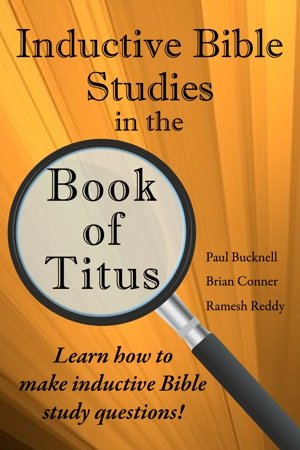 Inductive Bible
Studies
in the
Book
of
Titus
Paul Bucknell
Brian Conner
Ramesh Reddy
Learn how to
make inductive Bible
study questions!